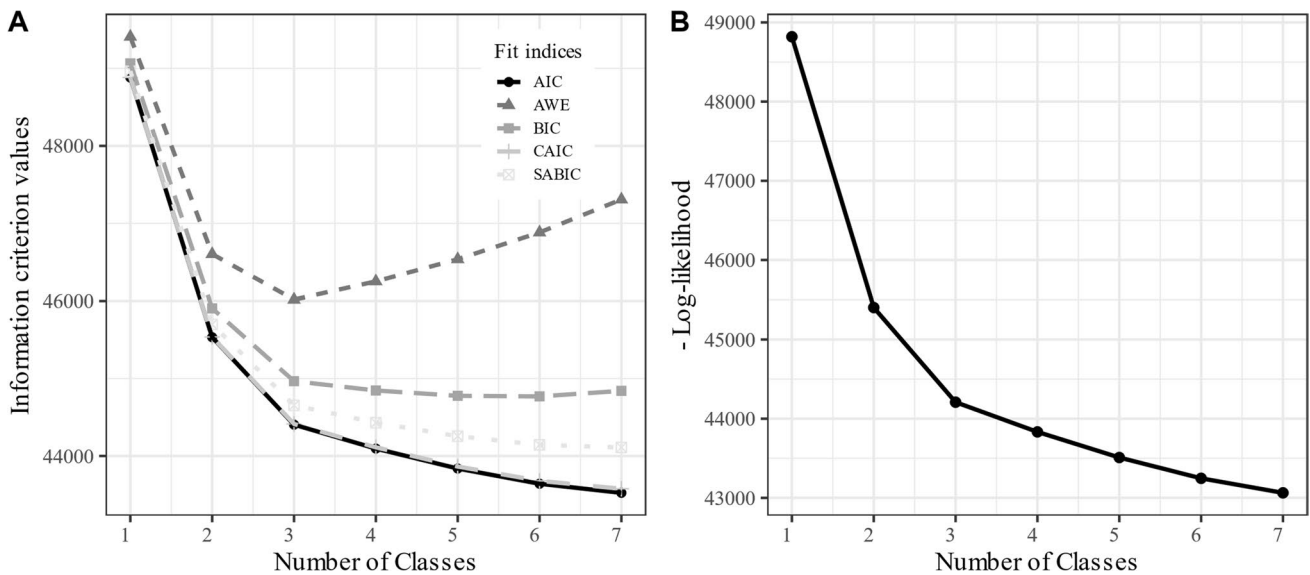 A
Information criterion values
48000
46000
44000
Fit indices
AIC
AWE
BIC
CAIC
SABIC
1 2 3 4 5 6 7
Number of Classes
B
- Log-likelihood
49000
48000
47000
46000
45000
44000
43000
1 2 3 4 5 6 7
Number of Classes